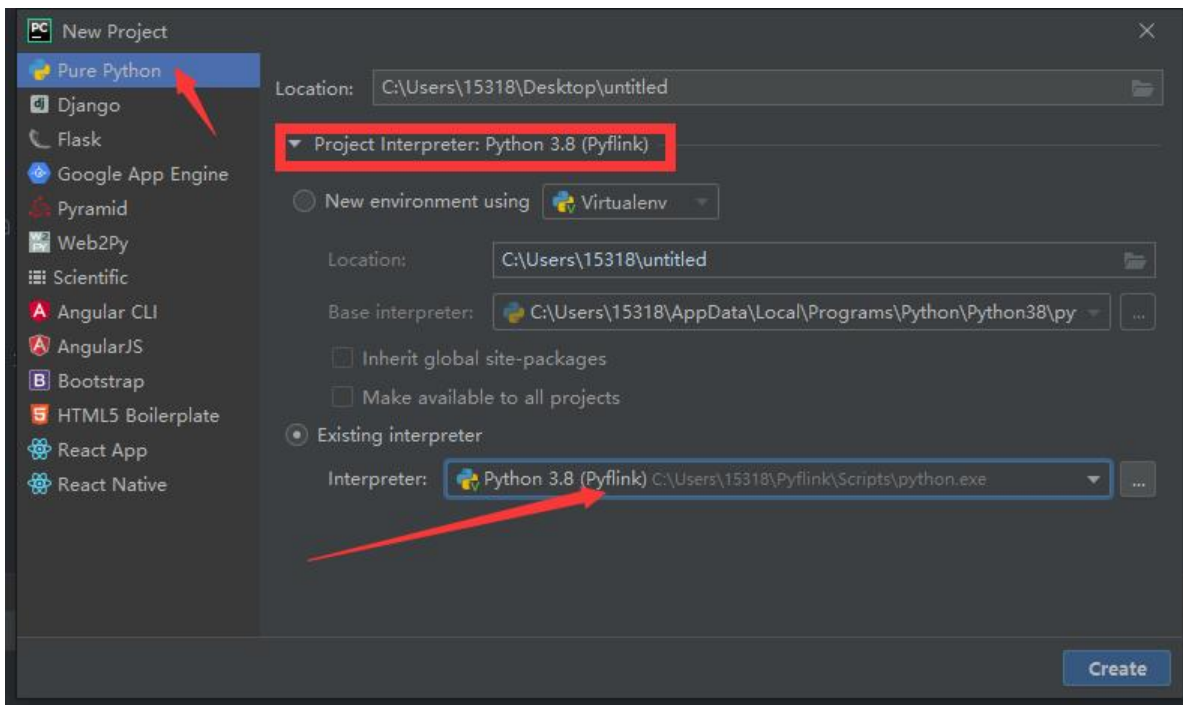 PC New Project
Pure Python
dj Django
Flask
Google App Engine
Pyramid
Web2Py
Scientific
Angular CLI
AngularJS
B Bootstrap
HTML5 Boilerplate
React App
React Native
Location: C:\Users\15318\Desktop\untitled
Project Interpreter: Python 3.8 (Pyflink)
New environment using Virtualenv
Location: C:\Users\15318\untitled
Base interpreter: C:\Users\15318\AppData\Local\Programs\Python\Python38\py ...
Inherit global site-packages
Make available to all projects
Existing interpreter
Interpreter: Python 3.8 (Pyflink) C:\Users\15318\Pyflink\Scripts\python.exe ...
Create